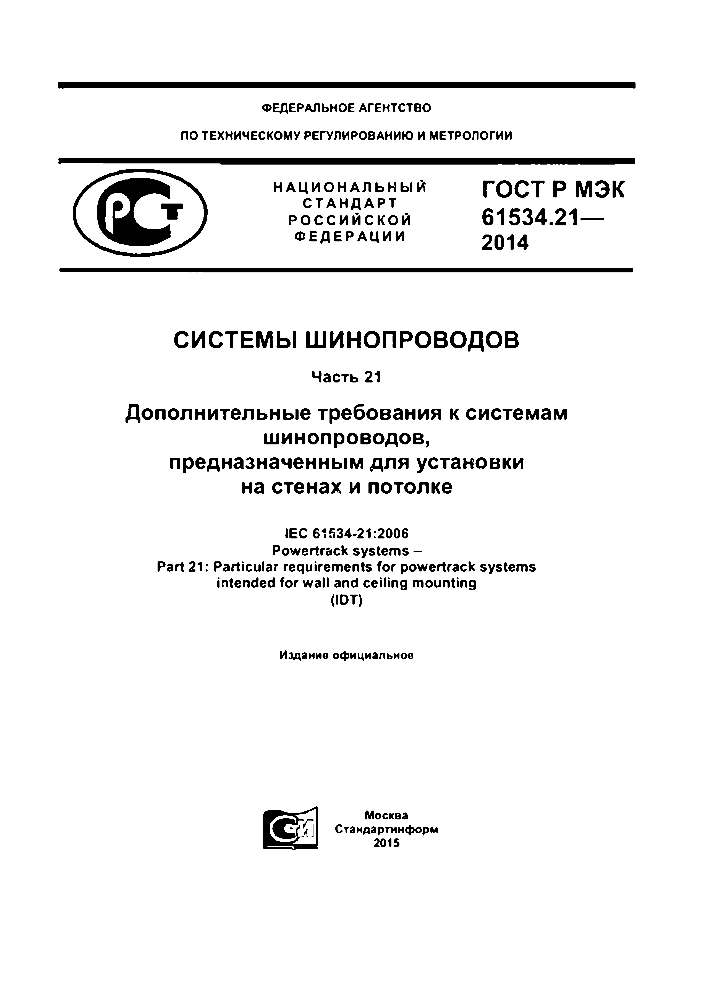 ФЕДЕРАЛЬНОЕ АГЕНТСТВО
ПО ТЕХНИЧЕСКОМУ РЕГУЛИРОВАНИЮ И МЕТРОЛОГИИ
РСТ
НАЦИОНАЛЬНЫЙ
СТАНДАРТ
РОССИЙСКОЙ
ФЕДЕРАЦИИ
ГОСТ Р МЭК
61534.21—
2014
СИСТЕМЫ ШИНОПРОВОДОВ
Часть 21
Дополнительные требования к системам
шинопроводов,
предназначенным для установки
на стенах и потолке
IEC 61534-21:2006
Powertrack systems –
Part 21: Particular requirements for powertrack systems
intended for wall and ceiling mounting
(IDT)
Издание официальное
СИ
Москва
Стандартинформ
2015